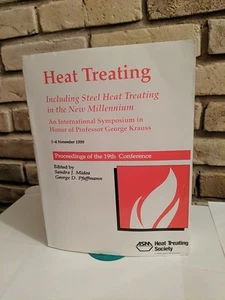 Heat Treating
Including Steel Heat Treating
in the New Millennium
An International Symposium in
Honor of Professor George Krauss
1–4 November 1999
Proceedings of the 19th Conference
Edited by
Sandra J. Midea
George D. Pfaffmann
ASM Heat Treating
Society